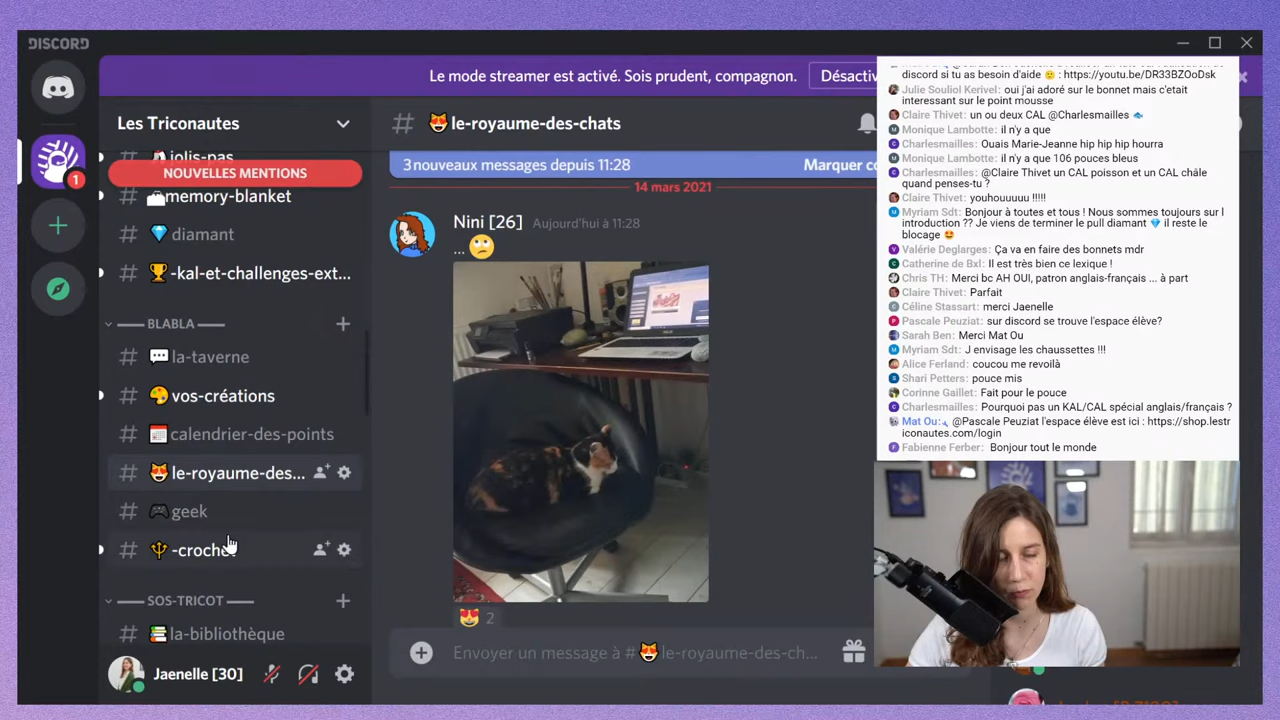 DISCORD
Le mode streamer est activé. Sois prudent, compagnon.
Désactiv
Les Triconautes
jolis-pas
NOUVELLES MENTIONS
1
# memory-blanket
# diamant
# -kal-et-challenges-ext...
BLABLA
# la-taverne
# vos-créations
# calendrier-des-points
# le-royaume-des...
# geek
# -croche
SOS-TRICOT
# la-bibliothèque
Jaenelle [30]
# le-royaume-des-chats
3 nouveaux messages depuis 11:28
Marquer co
14 mars 2021
Nini [26] Aujourd'hui à 11:28
...
2
Envoyer un message à # le-royaume-des-ch...
discord si tu as besoin d'aide : https://youtu.be/DR33BZOoDsk
Julie Souliol Kerivel: oui j'ai adoré sur le bonnet mais c'etait
interessant sur le point mousse
Claire Thivet: un ou deux CAL @Charlesmailles
Monique Lambotte: il n'y a que
Charlesmailles: Ouais Marie-Jeanne hip hip hip hourra
Monique Lambotte: il n'y a que 106 pouces bleus
Charlesmailles: @Claire Thivet un CAL poisson et un CAL châle
quand penses-tu ?
Claire Thivet: youhouuuuu !!!!!
Myriam Sdt: Bonjour à toutes et tous ! Nous sommes toujours sur l
introduction ?? Je viens de terminer le pull diamant 💎 il reste le
blocage 🤩
Valérie Deglarges: Ça va en faire des bonnets mdr
Catherine de Bxl: Il est très bien ce lexique !
Chris TH: Merci bc AH OUI, patron anglais-français ... à part
Claire Thivet: Parfait
Céline Stassart: merci Jaenelle
Pascale Peuziat: sur discord se trouve l'espace élève?
Sarah Ben: Merci Mat Ou
Myriam Sdt: J envisage les chaussettes !!!
Alice Ferland: coucou me revoilà
Shari Petters: pouce mis
Corinne Gaillet: Fait pour le pouce
Charlesmailles: Pourquoi pas un KAL/CAL spécial anglais/français ?
Mat Ou: @Pascale Peuziat l'espace élève est ici : https://shop.lestr
iconautes.com/login
Fabienne Ferber: Bonjour tout le monde